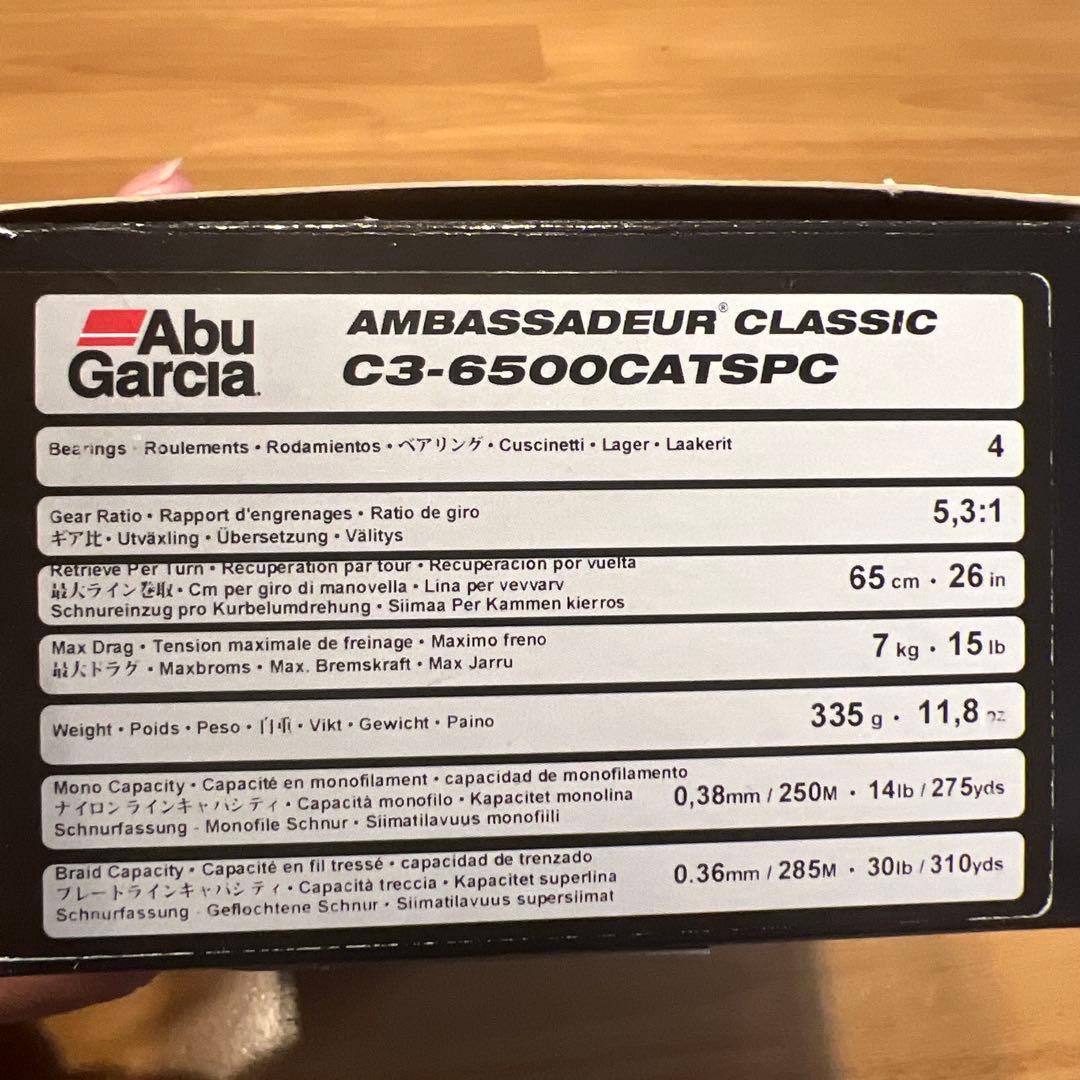 Abu Garcia.
AMBASSADEUR® CLASSIC
C3-6500CATSPC
Bearings · Roulements · Rodamientos · ベアリング · Cuscinetti · Lager · Laakerit
4
Gear Ratio · Rapport d'engrenages · Ratio de giro
ギア比 · Utväxling · Übersetzung · Välitys
5,3:1
Retrieve Per Turn · Récuperation par tour · Recuperacion por vuelta
最大ライン巻取 · Cm per giro di manovella · Lina per vevvarv
Schnureinzug pro Kurbelumdrehung · Siimaa Per Kammen kierros
65 cm · 26 in
Max Drag · Tension maximale de freinage · Maximo freno
最大ドラグ · Maxbroms · Max. Bremskraft · Max Jarru
7 kg · 15 lb
Weight · Poids · Peso · 自重 · Vikt · Gewicht · Paino
335 g · 11,8 oz
Mono Capacity · Capacité en monofilament · capacidad de monofilamento
ナイロンラインキャパシティ · Capacità monofilo · Kapacitet monolina
Schnurfassung - Monofile Schnur · Siimatilavuus monofiili
0,38mm / 250M · 14lb / 275yds
Braid Capacity · Capacité en fil tressé · capacidad de trenzado
ブレートラインキャパシティ · Capacità treccia · Kapacitet superlina
Schnurfassung - Geflochtene Schnur · Siimatilavuus supersiimat
0.36mm / 285M · 30lb / 310yds